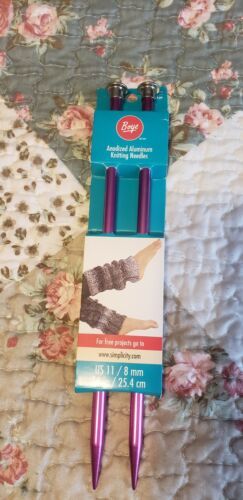 Boye
Anodized Aluminum
Knitting Needles
For free projects go to
www.simplicity.com
US 11 / 8 mm
/ 25.4 cm